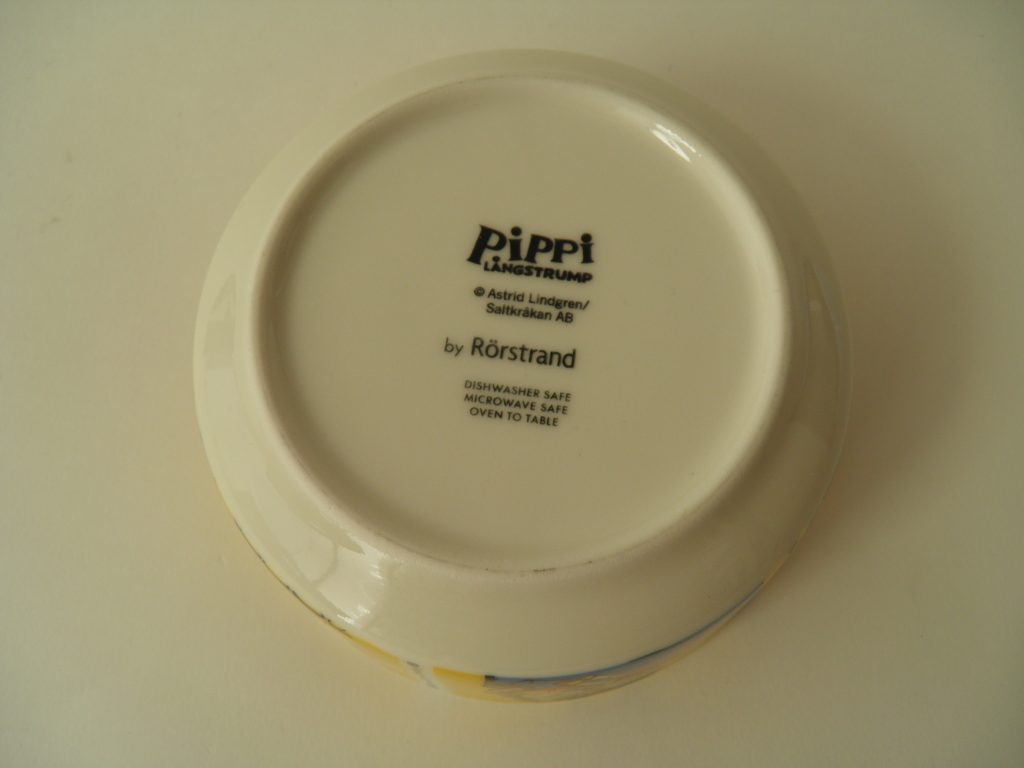 PiPPi
LÅNGSTRUMP
© Astrid Lindgren/
Saltkråkan AB
by Rörstrand
DISHWASHER SAFE
MICROWAVE SAFE
OVEN TO TABLE